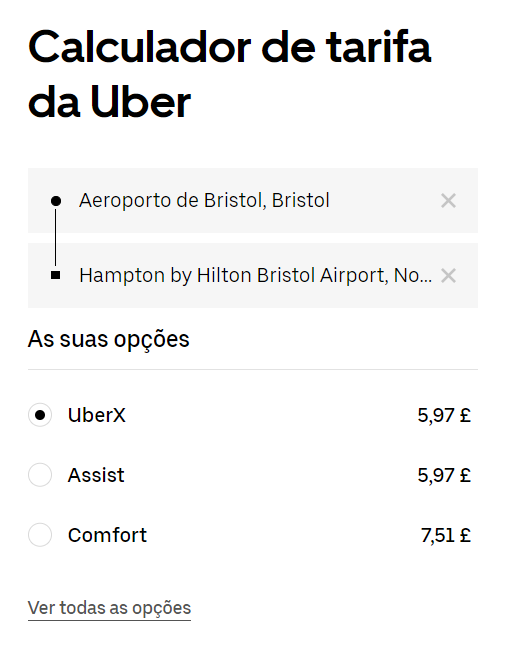 Calculador de tarifa
da Uber
Aeroporto de Bristol, Bristol
Hampton by Hilton Bristol Airport, No...
As suas opções
UberX 5,97 £
Assist 5,97 £
Comfort 7,51 £
Ver todas as opções